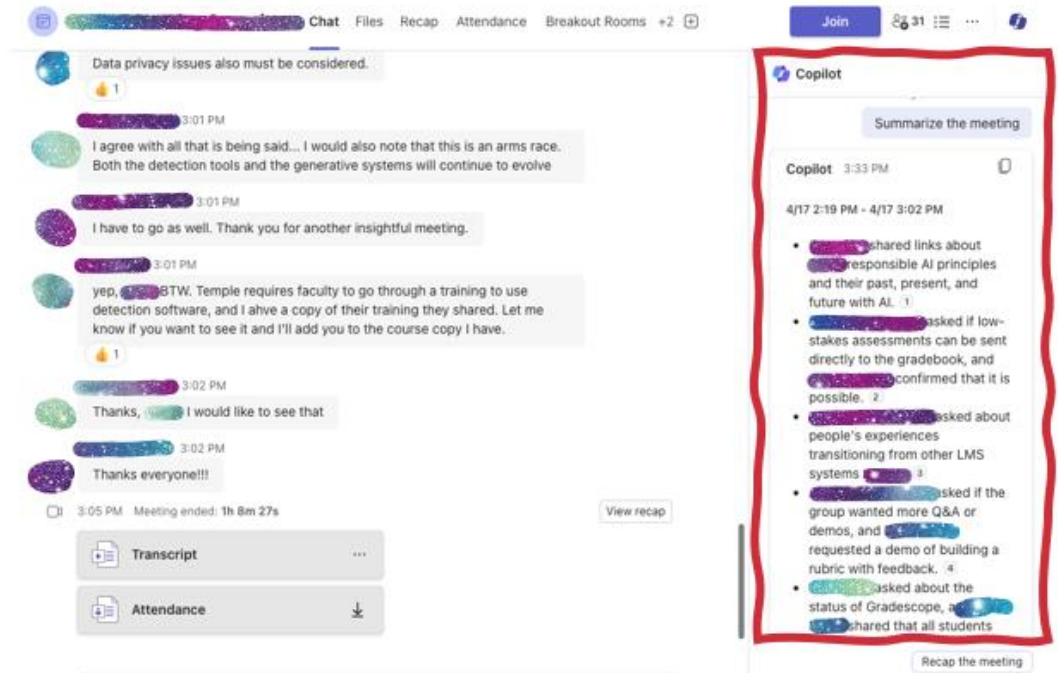 Chat Files Recap Attendance Breakout Rooms +2
Join 31 ...
Data privacy issues also must be considered.
👍 1
3:01 PM
I agree with all that is being said... I would also note that this is an arms race.
Both the detection tools and the generative systems will continue to evolve
3:01 PM
I have to go as well. Thank you for another insightful meeting.
3:01 PM
yep, BTW. Temple requires faculty to go through a training to use
detection software, and I ahve a copy of their training they shared. Let me
know if you want to see it and I'll add you to the course copy I have.
👍 1
3:02 PM
Thanks, I would like to see that
3:02 PM
Thanks everyone!!!
3:05 PM Meeting ended: 1h 8m 27s
View recap
Transcript ...
Attendance
Copilot
Summarize the meeting
Copilot 3:33 PM
4/17 2:19 PM - 4/17 3:02 PM
• shared links about
responsible AI principles
and their past, present, and
future with AI. 1
• asked if low-
stakes assessments can be sent
directly to the gradebook, and
confirmed that it is
possible. 2
• asked about
people's experiences
transitioning from other LMS
systems 3
• asked if the
group wanted more Q&A or
demos, and
requested a demo of building a
rubric with feedback. 4
• asked about the
status of Gradescope, a
shared that all students
Recap the meeting